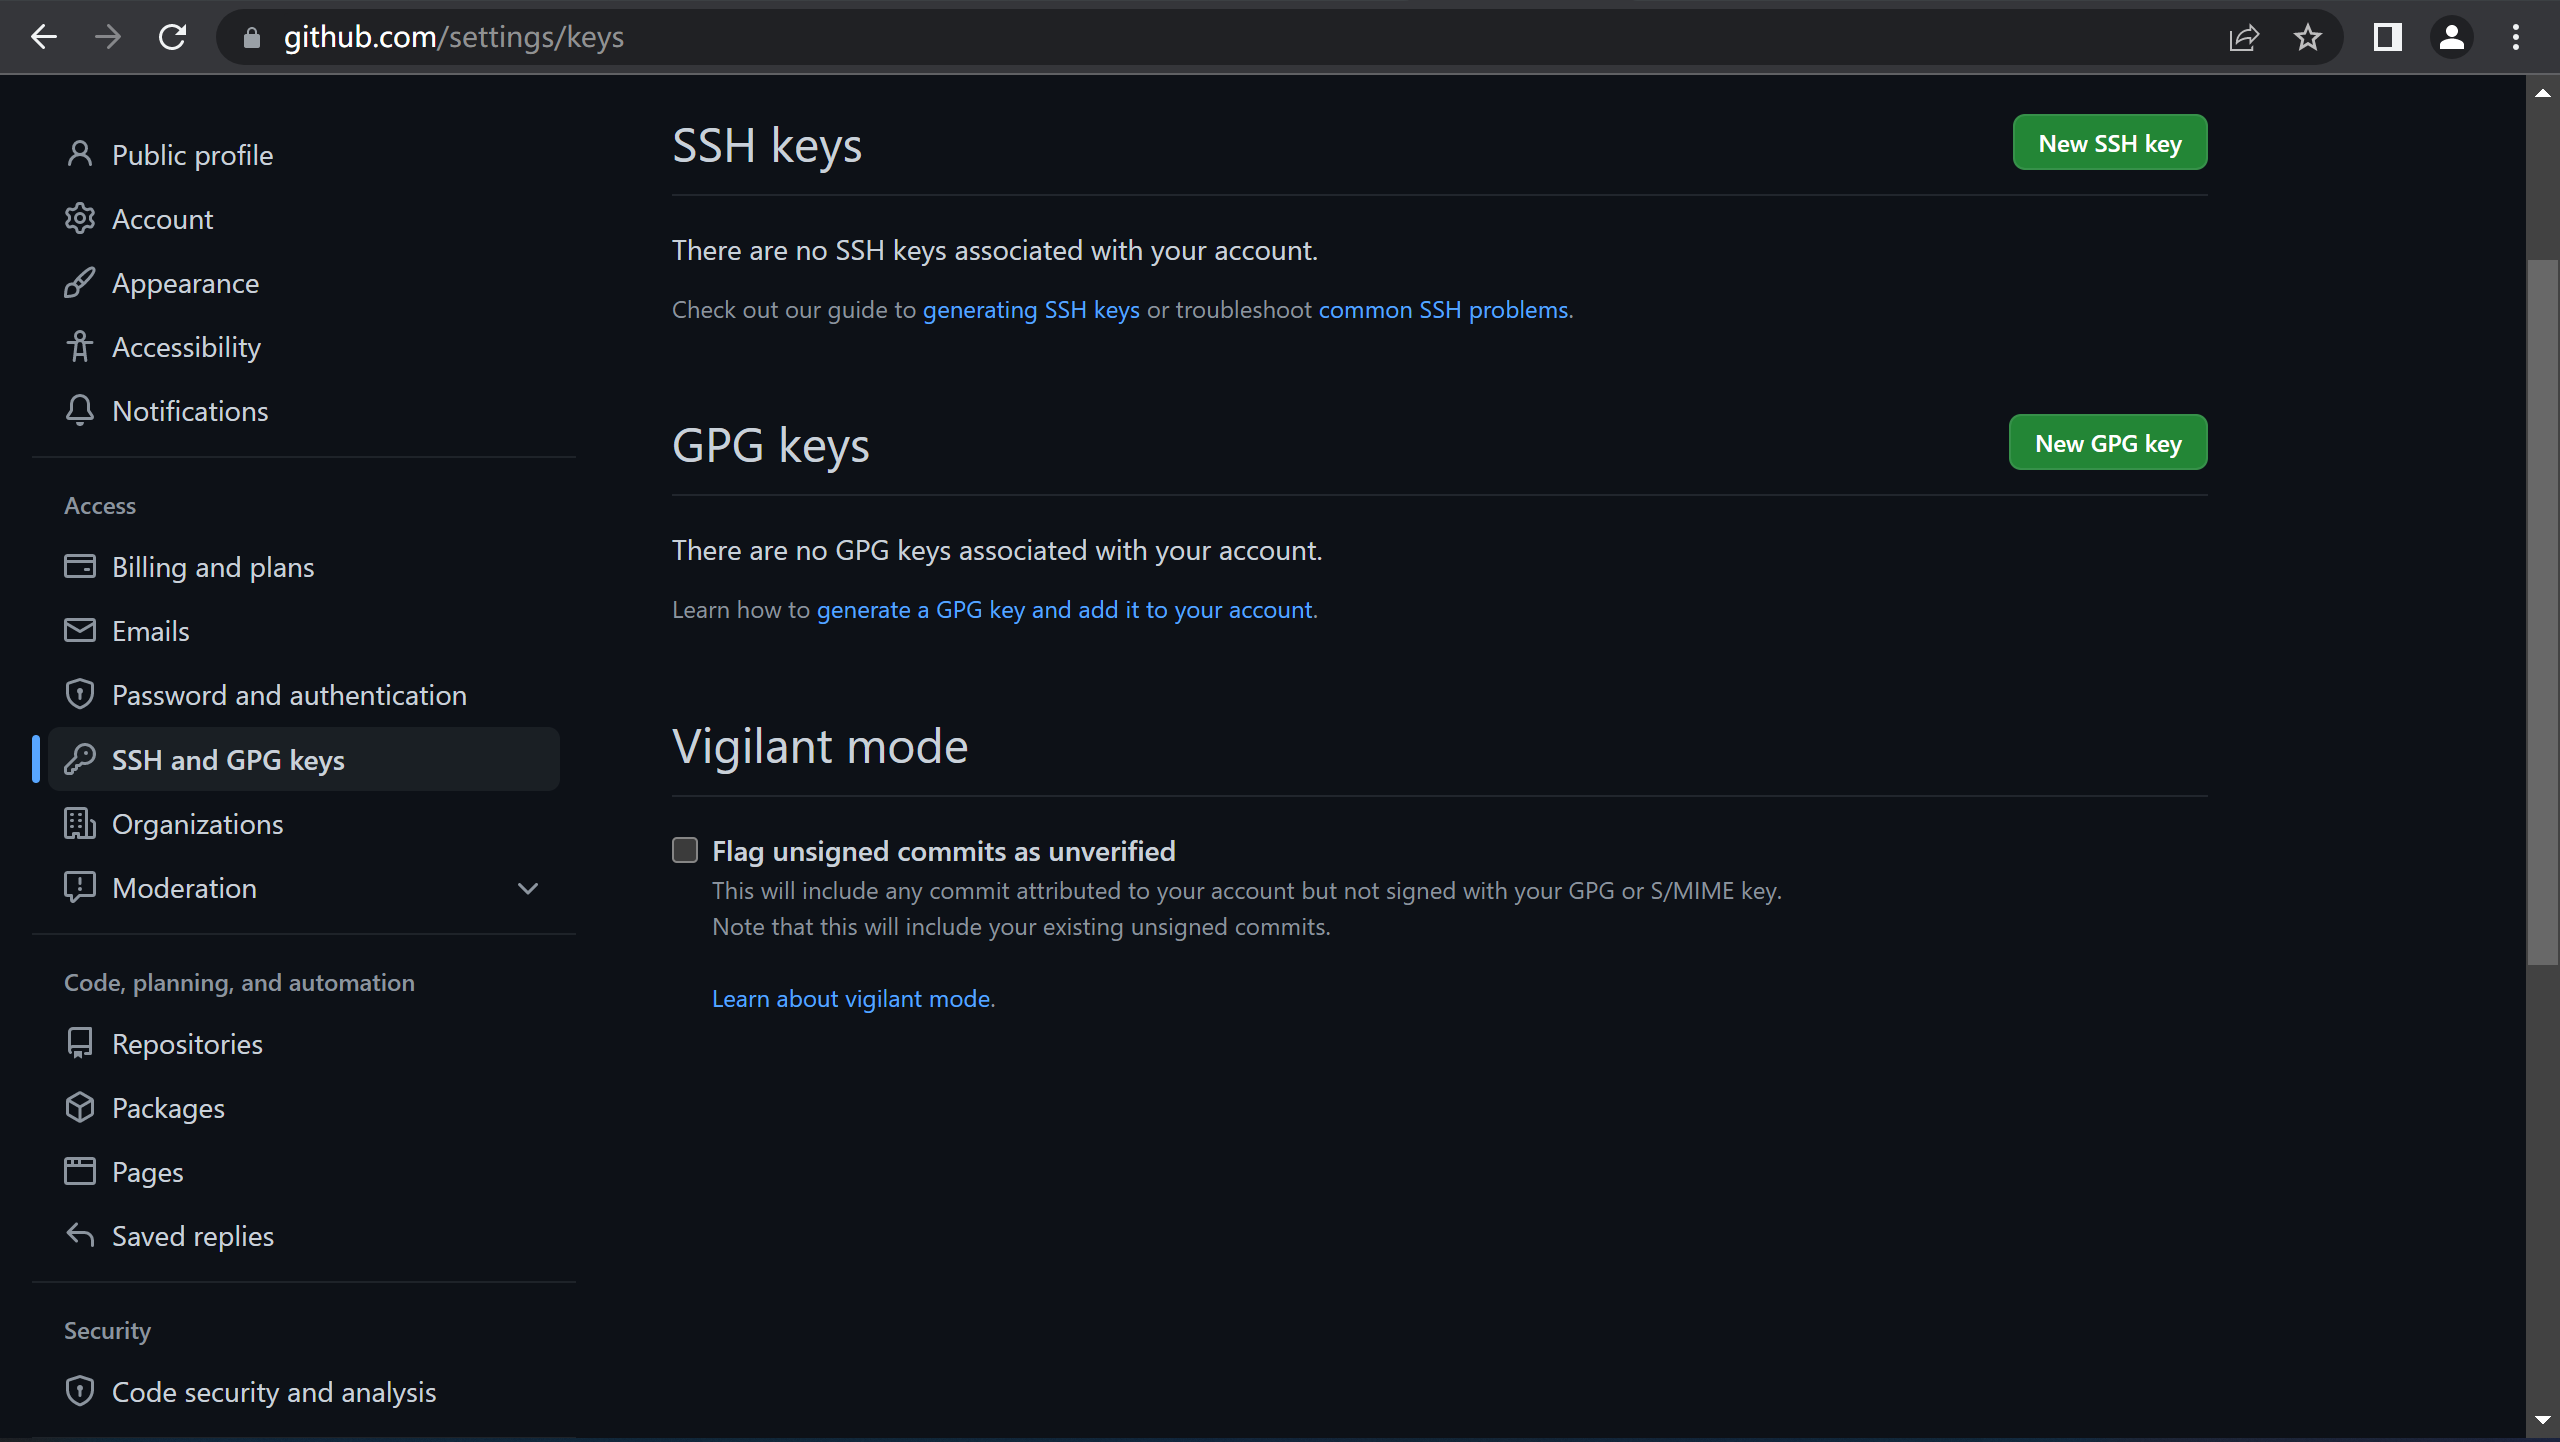 github.com/settings/keys
Public profile
Account
Appearance
Accessibility
Notifications
Access
Billing and plans
Emails
Password and authentication
SSH and GPG keys
Organizations
Moderation
Code, planning, and automation
Repositories
Packages
Pages
Saved replies
Security
Code security and analysis
SSH keys
New SSH key
There are no SSH keys associated with your account.
Check out our guide to generating SSH keys or troubleshoot common SSH problems.
GPG keys
New GPG key
There are no GPG keys associated with your account.
Learn how to generate a GPG key and add it to your account.
Vigilant mode
Flag unsigned commits as unverified
This will include any commit attributed to your account but not signed with your GPG or S/MIME key.
Note that this will include your existing unsigned commits.
Learn about vigilant mode.